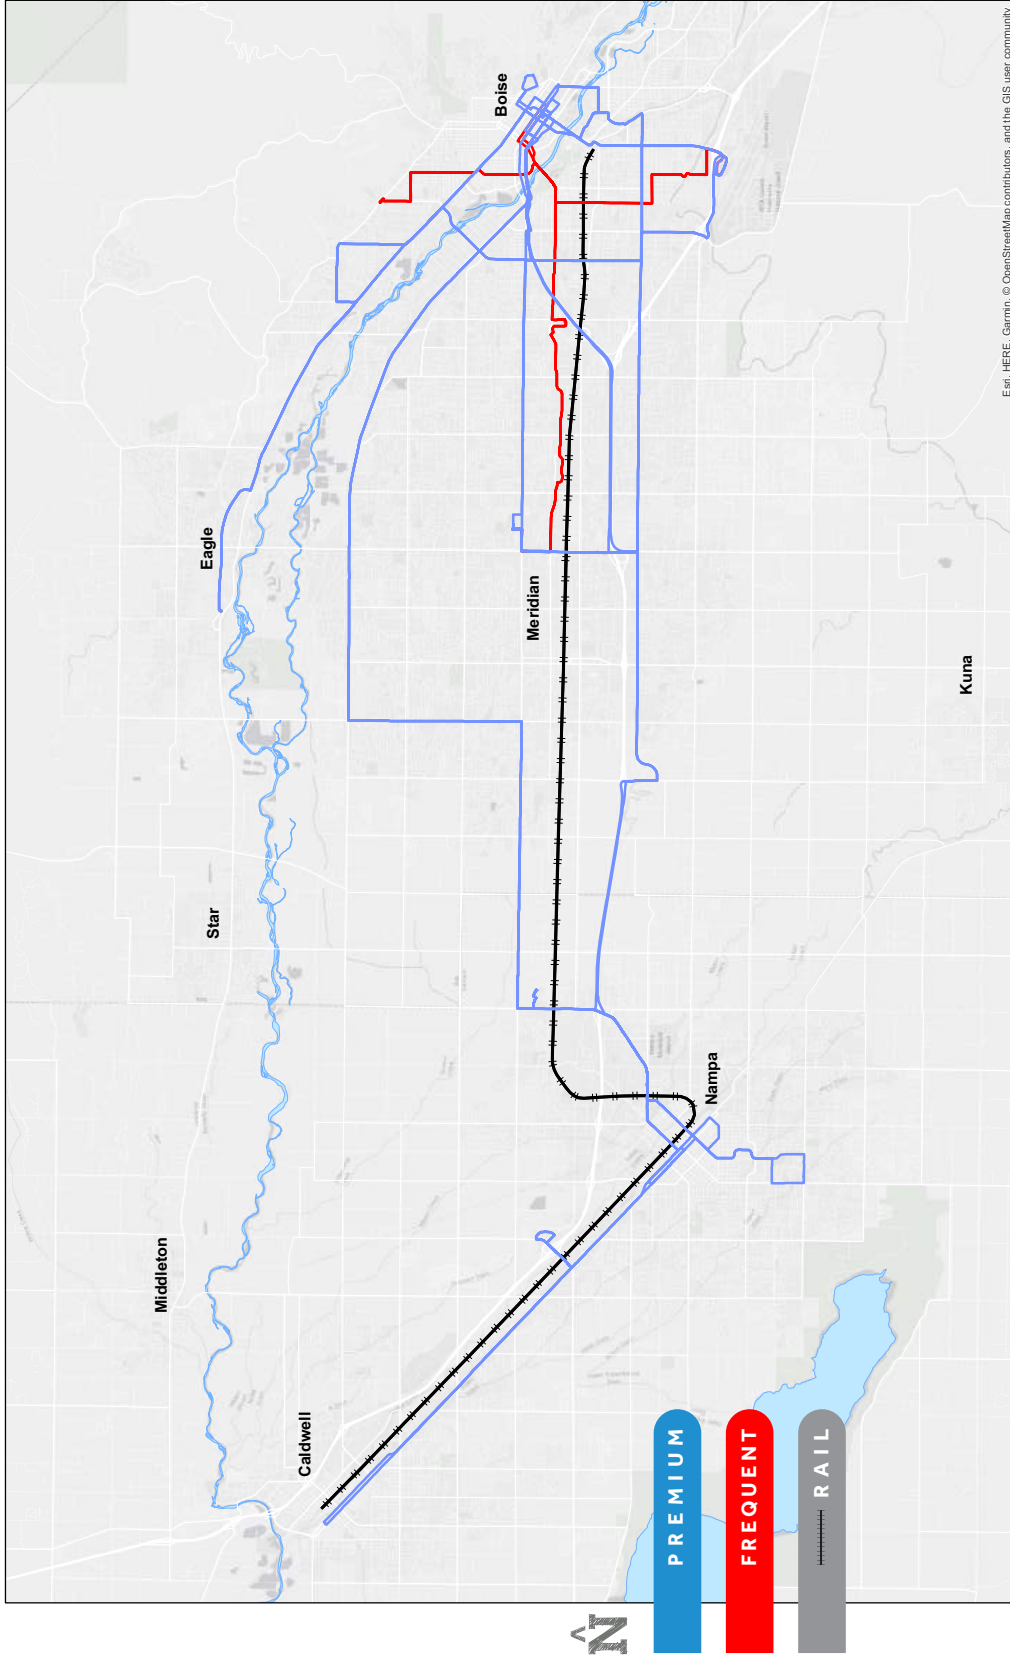 Middleton
Star
Eagle
Caldwell
Boise
Meridian
Nampa
Kuna
N
PREMIUM
FREQUENT
RAIL
Esri, HERE, Garmin, © OpenStreetMap contributors, and the GIS user community